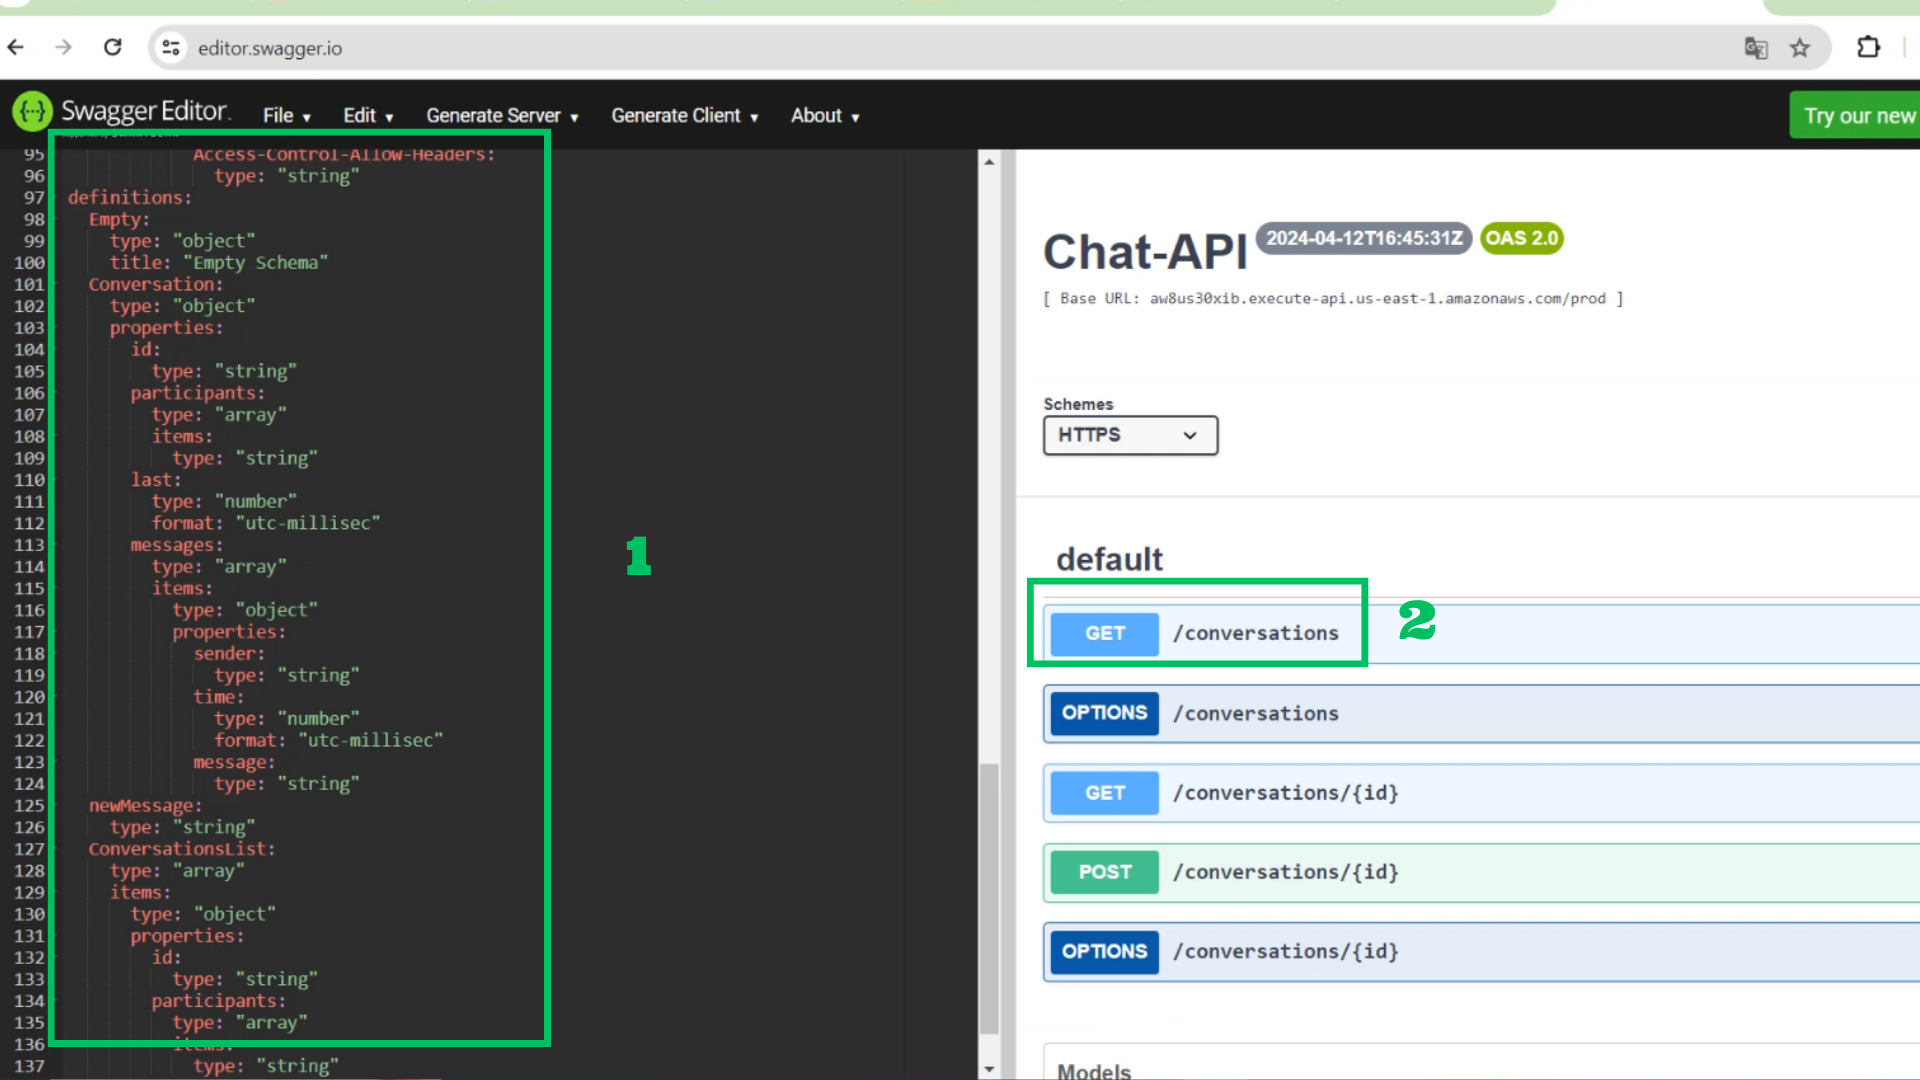 editor.swagger.io
Swagger Editor.
File ▾
Edit ▾
Generate Server ▾
Generate Client ▾
About ▾
Try our new
95 Access-Control-Allow-Headers:
96 type: "string"
97 definitions:
98 Empty:
99 type: "object"
100 title: "Empty Schema"
101 Conversation:
102 type: "object"
103 properties:
104 id:
105 type: "string"
106 participants:
107 type: "array"
108 items:
109 type: "string"
110 last:
111 type: "number"
112 format: "utc-millisec"
113 messages:
114 type: "array"
115 items:
116 type: "object"
117 properties:
118 sender:
119 type: "string"
120 time:
121 type: "number"
122 format: "utc-millisec"
123 message:
124 type: "string"
125 newMessage:
126 type: "string"
127 ConversationsList:
128 type: "array"
129 items:
130 type: "object"
131 properties:
132 id:
133 type: "string"
134 participants:
135 type: "array"
136 items:
137 type: "string"
1
Chat-API 2024-04-12T16:45:31Z OAS 2.0
[ Base URL: aw8us30xib.execute-api.us-east-1.amazonaws.com/prod ]
Schemes
HTTPS
default
GET /conversations
2
OPTIONS /conversations
GET /conversations/{id}
POST /conversations/{id}
OPTIONS /conversations/{id}
Models